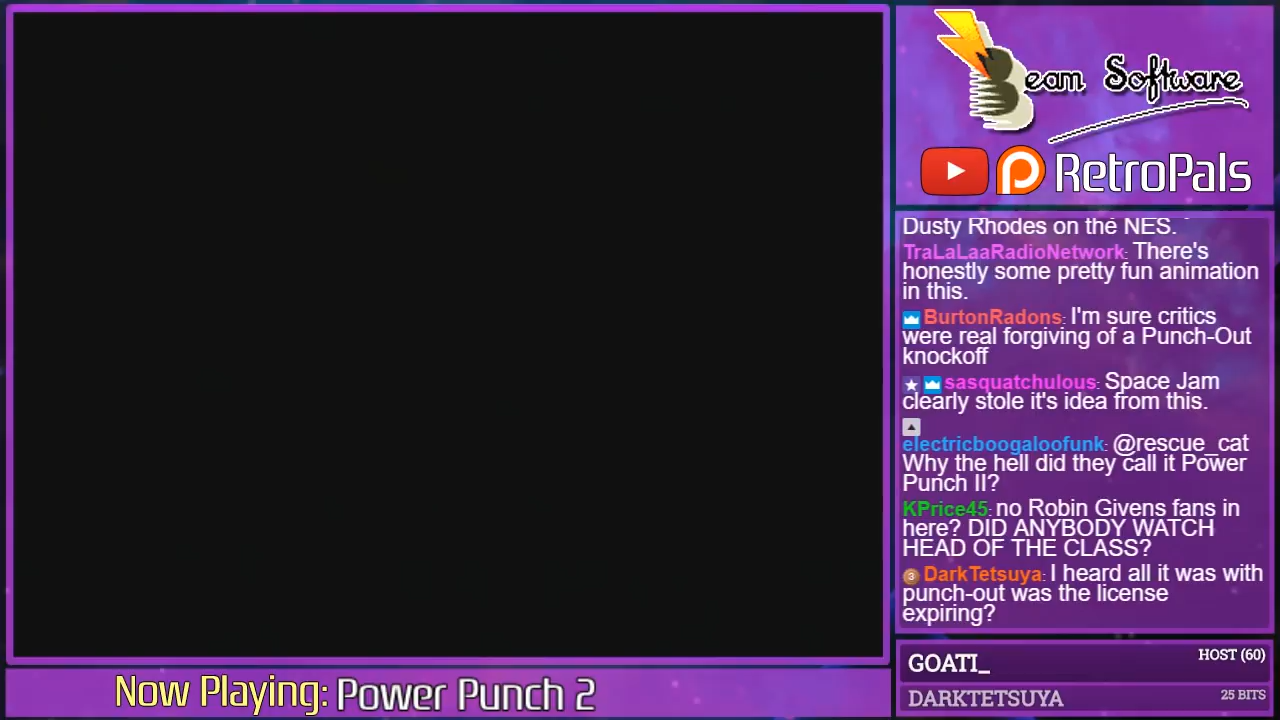 Beam Software
RetroPals
Dusty Rhodes on the NES.
TraLaLaaRadioNetwork: There's
honestly some pretty fun animation
in this.
BurtonRadons: I'm sure critics
were real forgiving of a Punch-Out
knockoff
sasquatchulous: Space Jam
clearly stole it's idea from this.
electricboogaloofunk: @rescue_cat
Why the hell did they call it Power
Punch II?
KPrice45: no Robin Givens fans in
here? DID ANYBODY WATCH
HEAD OF THE CLASS?
3 DarkTetsuya: I heard all it was with
punch-out was the license
expiring?
GOATI_ HOST (60)
DARKTETSUYA 25 BITS
Now Playing: Power Punch 2